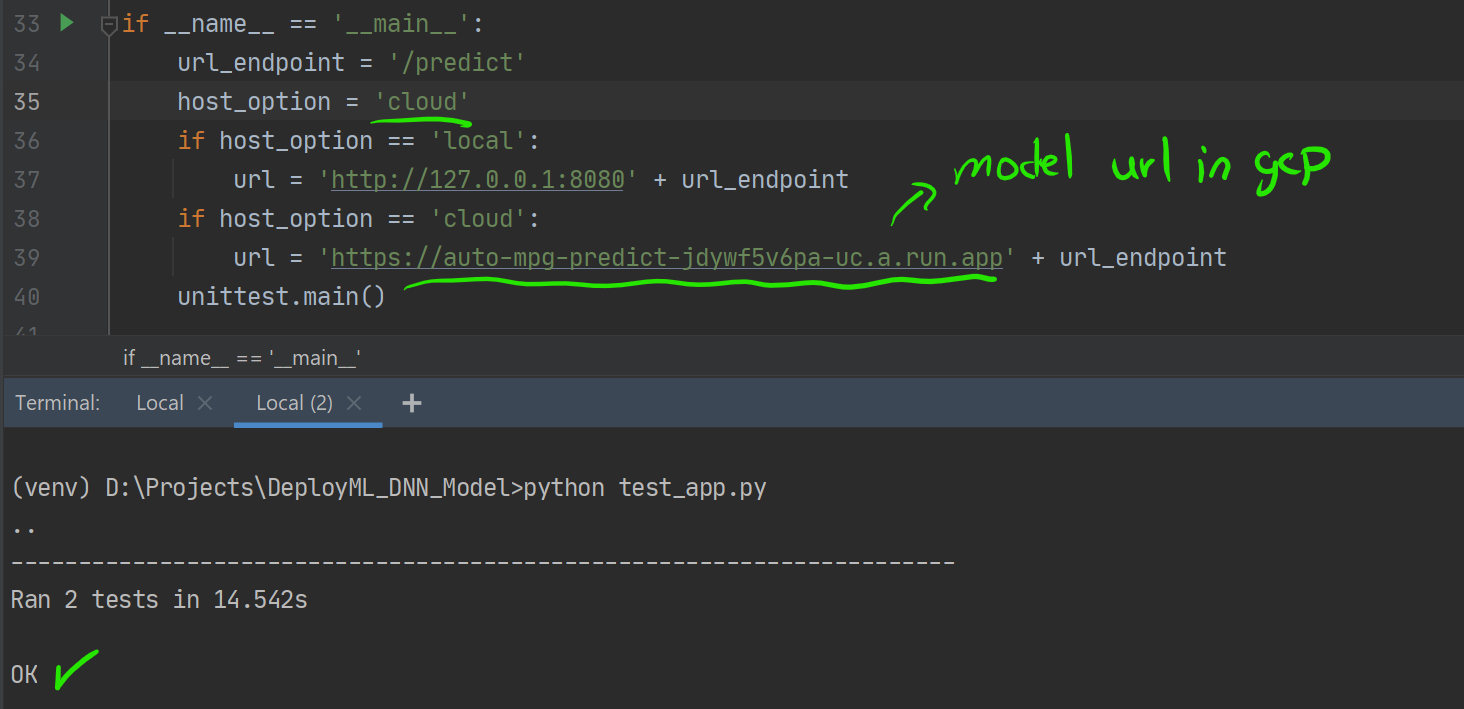 33 if __name__ == '__main__':
34 url_endpoint = '/predict'
35 host_option = 'cloud'
36 if host_option == 'local':
37 url = 'http://127.0.0.1:8080' + url_endpoint
model url in gcp
38 if host_option == 'cloud':
39 url = 'https://auto-mpg-predict-jdywf5v6pa-uc.a.run.app' + url_endpoint
40 unittest.main()
41
if __name__ == '__main__'
Terminal: Local × Local (2) × +
(venv) D:\Projects\DeployML_DNN_Model>python test_app.py
..
----------------------------------------------------------------------
Ran 2 tests in 14.542s
OK